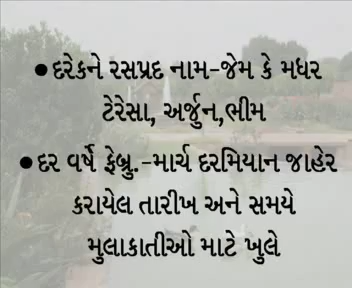 ●દરેકને રસપ્રદ નામ-જેમ કે મધર
ટેરેસા, અર્જુન,ભીમ
●દર વર્ષે ફેબ્રુ.-માર્ચ દરમિયાન જાહેર
કરાયેલ તારીખ અને સમયે
મુલાકાતીઓ માટે ખુલે